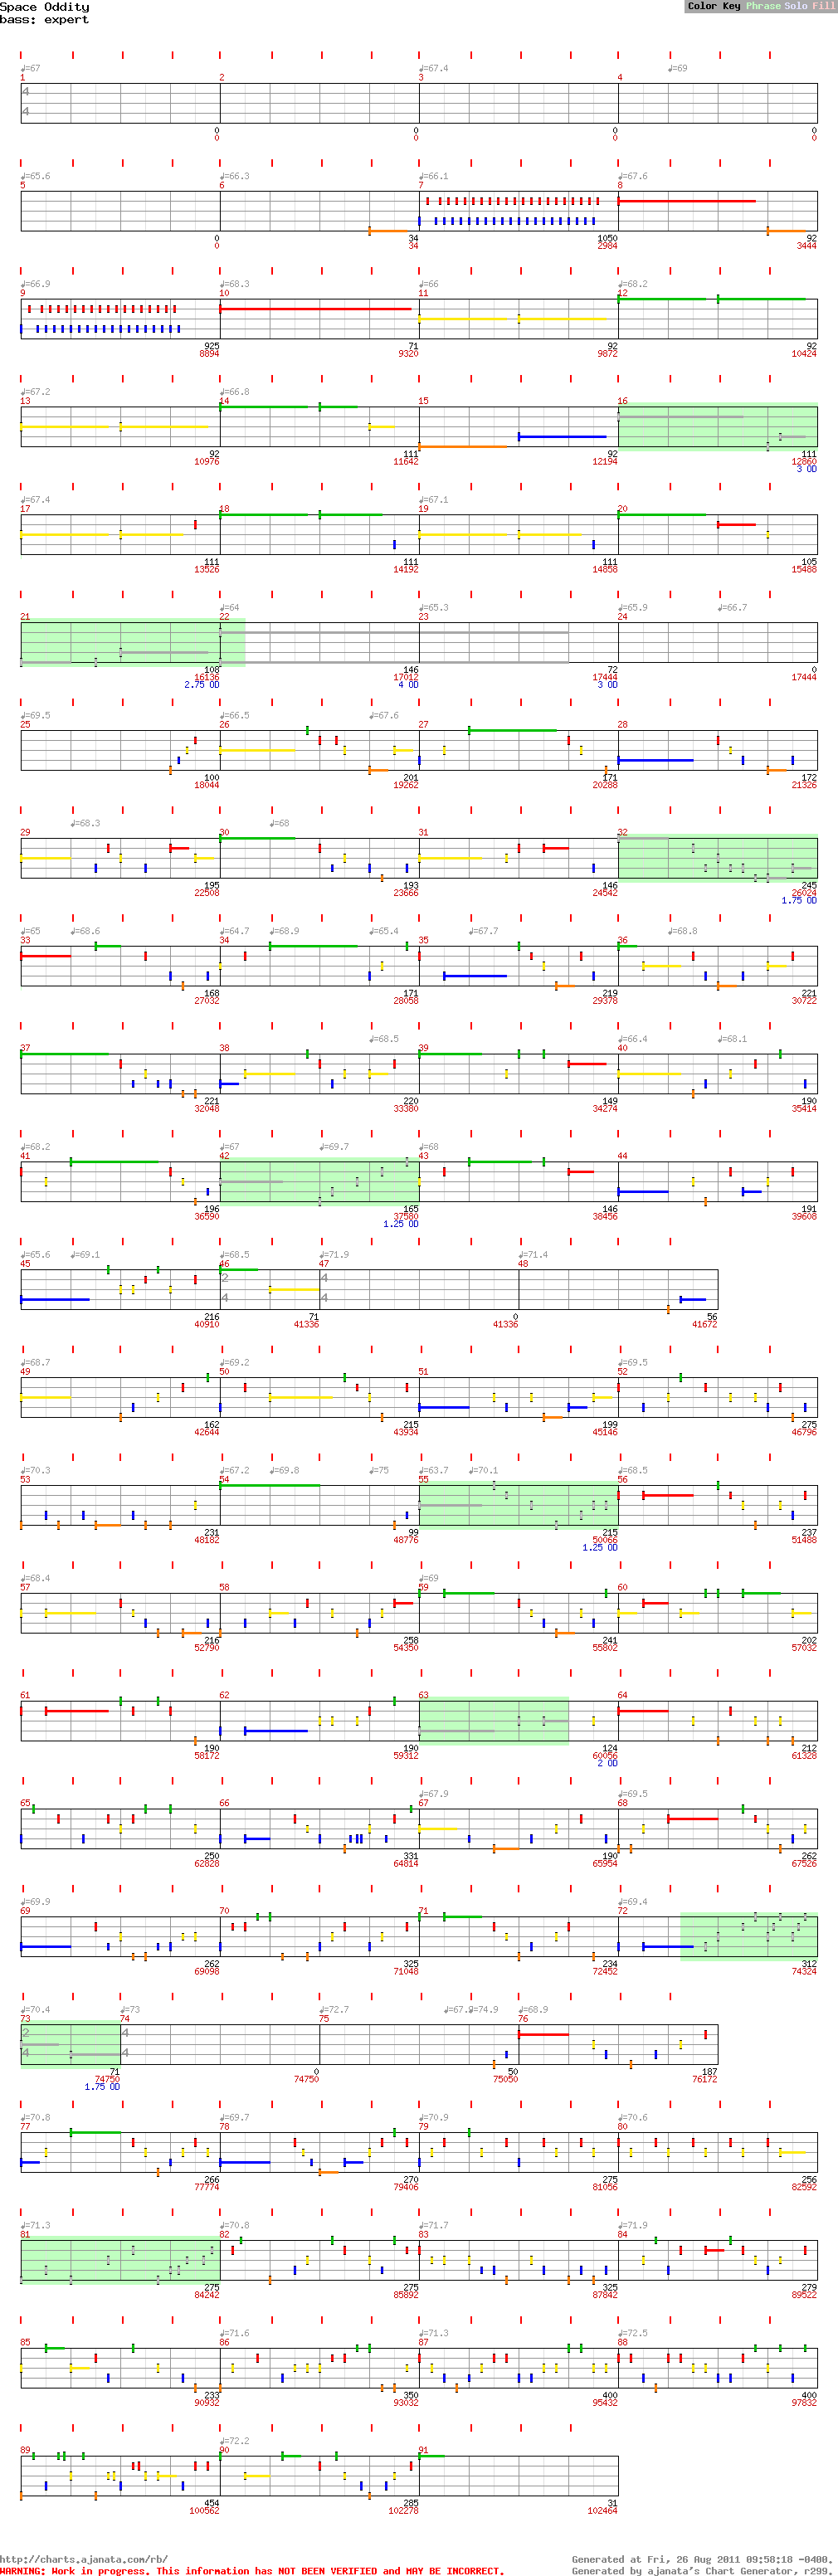 Space Oddity
bass: expert
Color Key Phrase Solo Fill
♩=67 ♩=67.4 ♩=69
1 2 3 4
4
4
0 0 0 0
0 0 0 0
♩=65.6 ♩=66.3 ♩=66.1 ♩=67.6
5 6 7 8
0 34 1050 92
0 34 2984 3444
♩=66.9 ♩=68.3 ♩=66 ♩=68.2
9 10 11 12
925 71 92 92
8894 9320 9872 10424
♩=67.2 ♩=66.8
13 14 15 16
92 111 92 111
10976 11642 12194 12860
3 OD
♩=67.4 ♩=67.1
17 18 19 20
111 111 111 105
13526 14192 14858 15488
♩=64 ♩=65.3 ♩=65.9 ♩=66.7
21 22 23 24
108 146 72 0
16136 17012 17444 17444
2.75 OD 4 OD 3 OD
♩=69.5 ♩=66.5 ♩=67.6
25 26 27 28
100 201 171 172
18044 19262 20288 21326
♩=68.3 ♩=68
29 30 31 32
195 193 146 245
22508 23666 24542 26024
1.75 OD
♩=65 ♩=68.6 ♩=64.7 ♩=68.9 ♩=65.4 ♩=67.7 ♩=68.8
33 34 35 36
168 171 219 221
27032 28058 29378 30722
♩=68.5 ♩=66.4 ♩=68.1
37 38 39 40
221 220 149 190
32048 33380 34274 35414
♩=68.2 ♩=67 ♩=69.7 ♩=68
41 42 43 44
196 165 146 191
36590 37580 38456 39608
1.25 OD
♩=65.6 ♩=69.1 ♩=68.5 ♩=71.9 ♩=71.4
45 46 47 48
2 4
4 4
216 71 0 56
40910 41336 41336 41672
♩=68.7 ♩=69.2 ♩=69.5
49 50 51 52
162 215 199 275
42644 43934 45146 46796
♩=70.3 ♩=67.2 ♩=69.8 ♩=75 ♩=63.7 ♩=70.1 ♩=68.5
53 54 55 56
231 99 215 237
48182 48776 50066 51488
1.25 OD
♩=68.4 ♩=69
57 58 59 60
216 258 241 202
52790 54350 55802 57032
61 62 63 64
190 190 124 212
58172 59312 60056 61328
2 OD
♩=67.9 ♩=69.5
65 66 67 68
250 331 190 262
62828 64814 65954 67526
♩=69.9 ♩=69.4
69 70 71 72
262 325 234 312
69098 71048 72452 74324
♩=70.4 ♩=73 ♩=72.7 ♩=74.9 ♩=68.9
73 74 75 76
2 4
4 4
71 0 50 187
74750 74750 75050 76172
1.75 OD
♩=70.8 ♩=69.7 ♩=70.9 ♩=70.6
77 78 79 80
266 270 275 256
77774 79406 81056 82592
♩=71.3 ♩=70.8 ♩=71.7 ♩=71.9
81 82 83 84
275 275 325 279
84242 85892 87842 89522
♩=71.6 ♩=71.3 ♩=72.5
85 86 87 88
233 350 400 400
90932 93032 95432 97832
♩=72.2
89 90 91
454 285 31
100562 102278 102464
http://charts.ajanata.com/rb/ Generated at Fri, 26 Aug 2011 09:58:18 -0400.
WARNING: Work in progress. This information has NOT BEEN VERIFIED and MAY BE INCORRECT. Generated by ajanata's Chart Generator, r299.